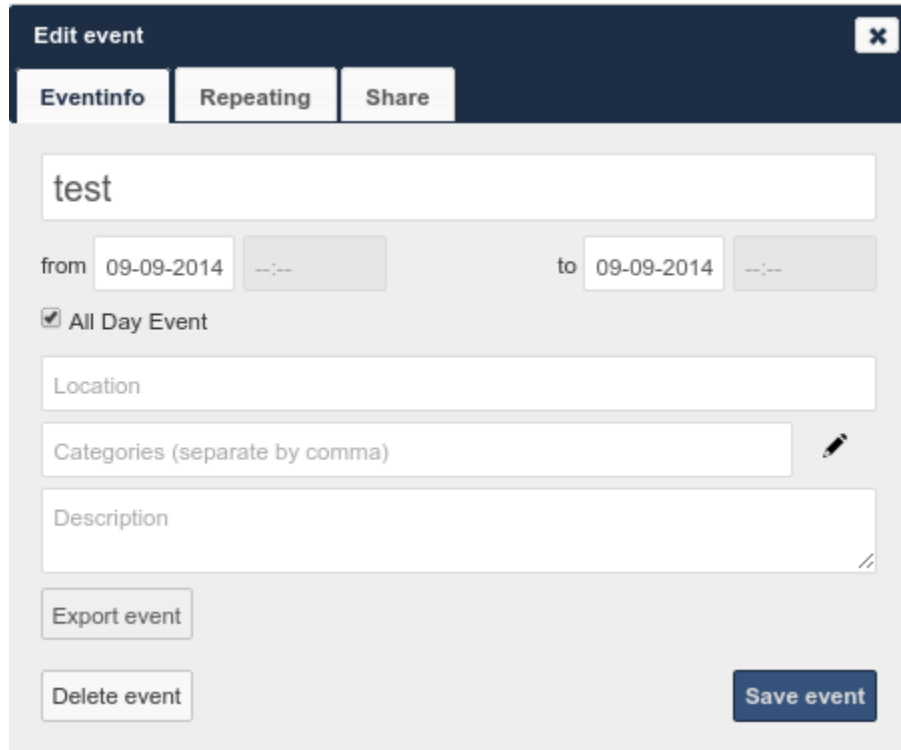 Edit event
Eventinfo Repeating Share
test
from 09-09-2014 --:-- to 09-09-2014 --:--
All Day Event
Location
Categories (separate by comma)
Description
Export event
Delete event Save event